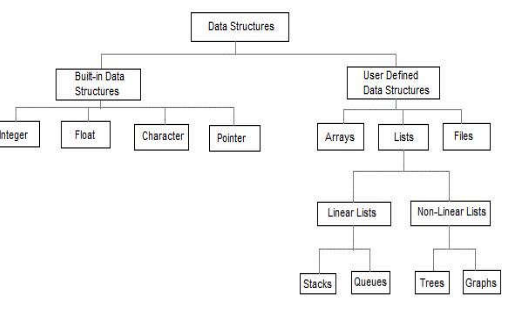 Data Structures
Built-in Data
Structures
User Defined
Data Structures
Integer
Float
Character
Pointer
Arrays
Lists
Files
Linear Lists
Non-Linear Lists
Stacks
Queues
Trees
Graphs